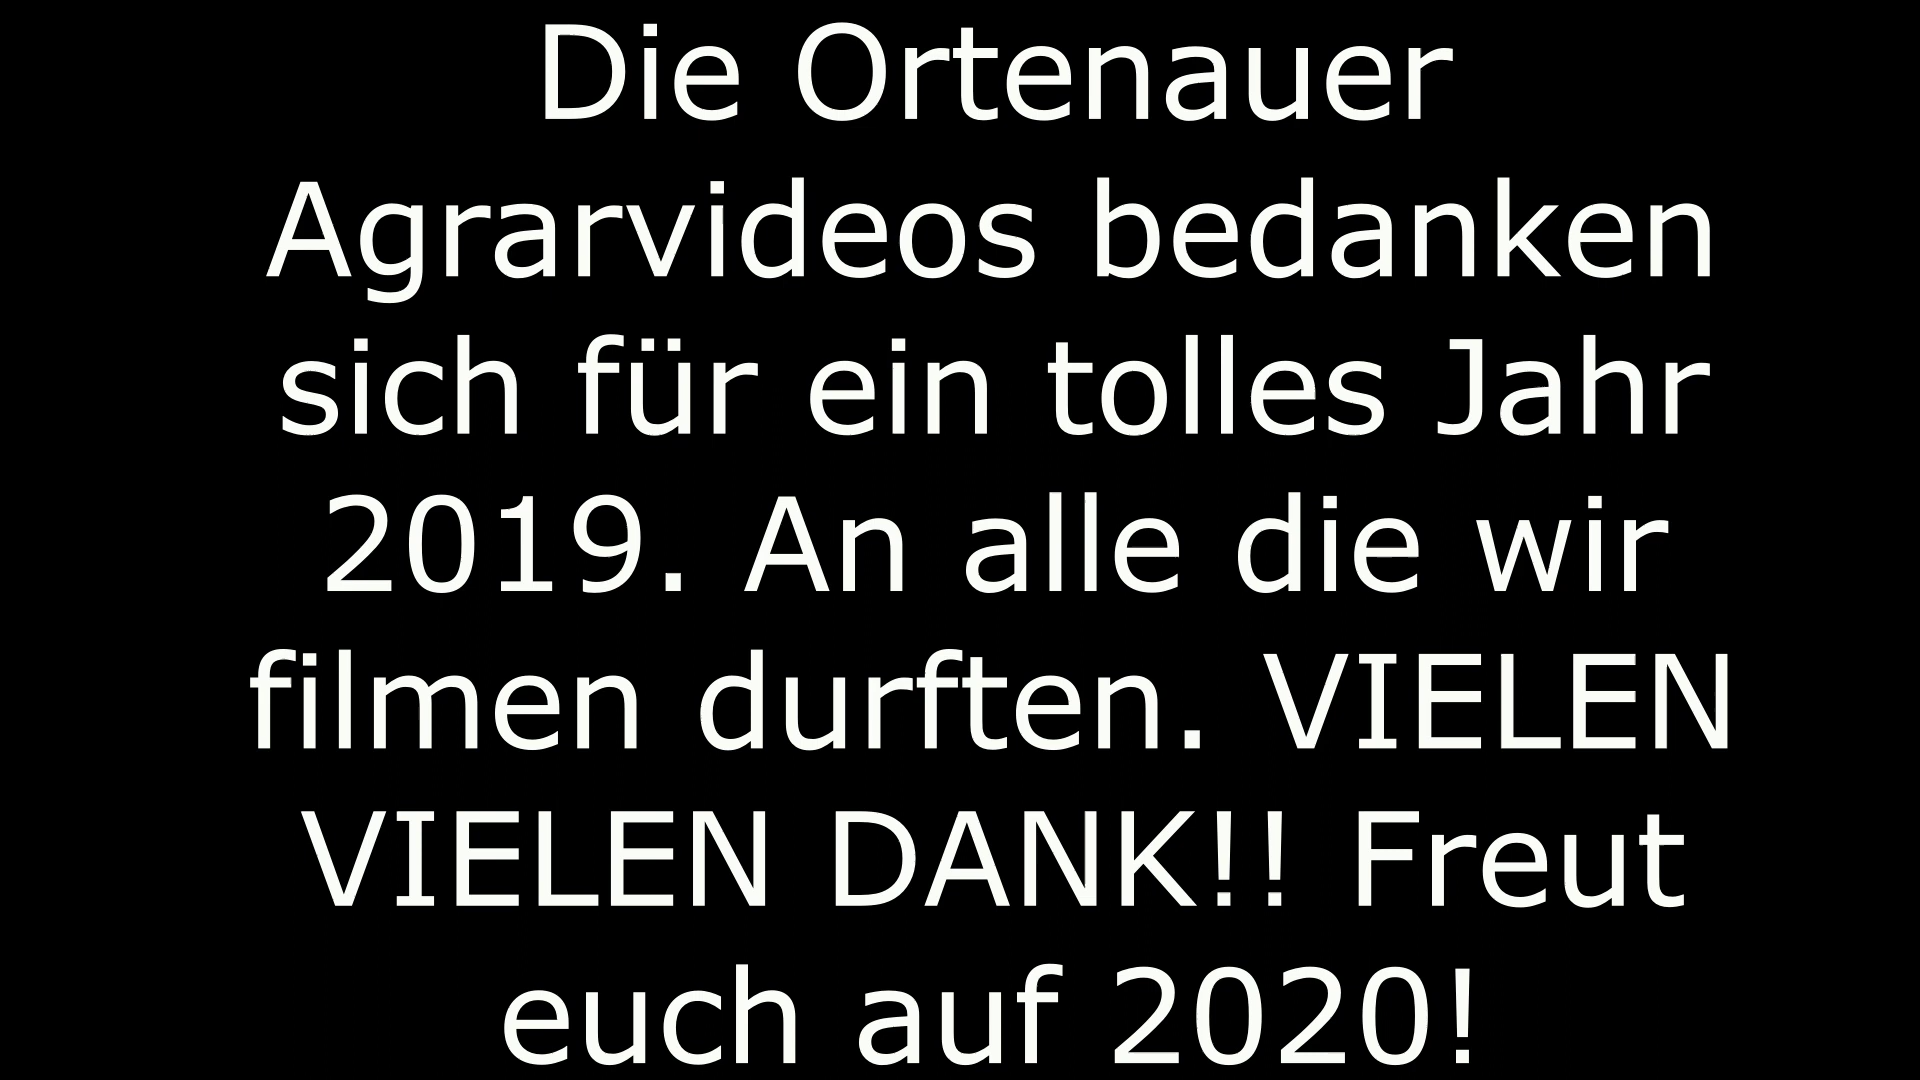 Die Ortenauer
Agrarvideos bedanken
sich für ein tolles Jahr
2019. An alle die wir
filmen durften. VIELEN
VIELEN DANK!! Freut
euch auf 2020!